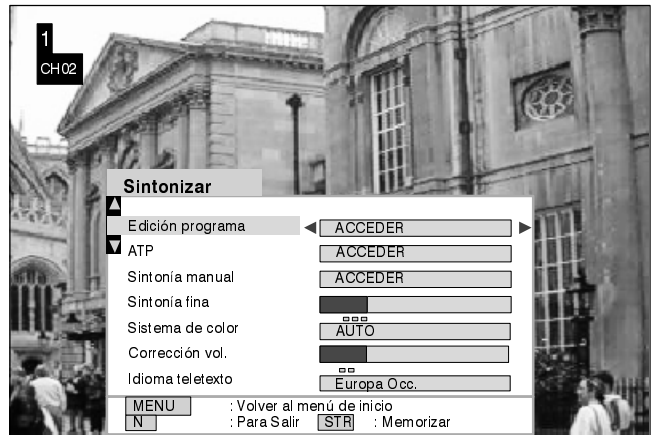 1
CH02
Sintonizar
Edición programa ACCEDER
ATP ACCEDER
Sintonía manual ACCEDER
Sintonía fina
Sistema de color AUTO
Corrección vol.
Idioma teletexto Europa Occ.
MENU : Volver al menú de inicio
N : Para Salir STR : Memorizar